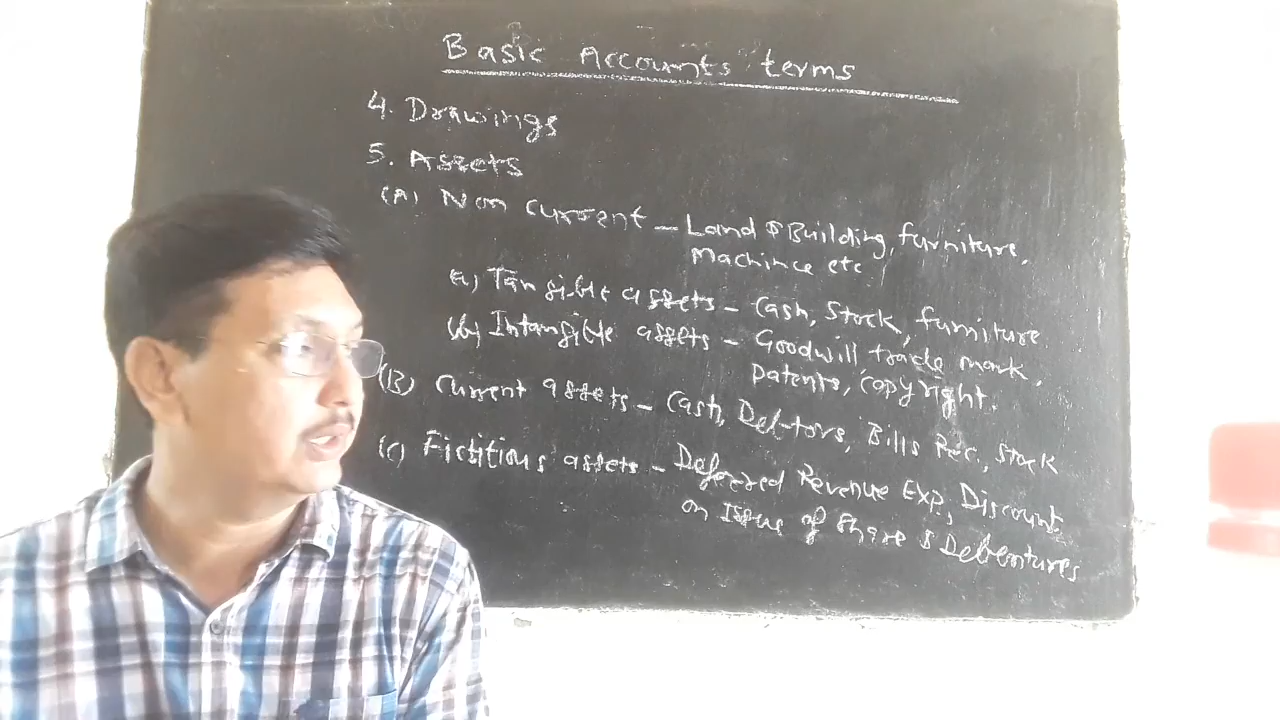 Basic Accounts terms
4. Drawings
5. Assets
(A) Non current - Land & Building, furniture,
Machince etc
(a) Tangible assets - Cash, Stock, furniture
(b) Intangible assets - Goodwill, trade mark,
Patents, copyright.
(B) Current assets - Cash, Debtors, Bills Rec., Stock
(C) Fictitious assets - Deferred Revenue Exp., Discount
on Issue of Share & Debentures